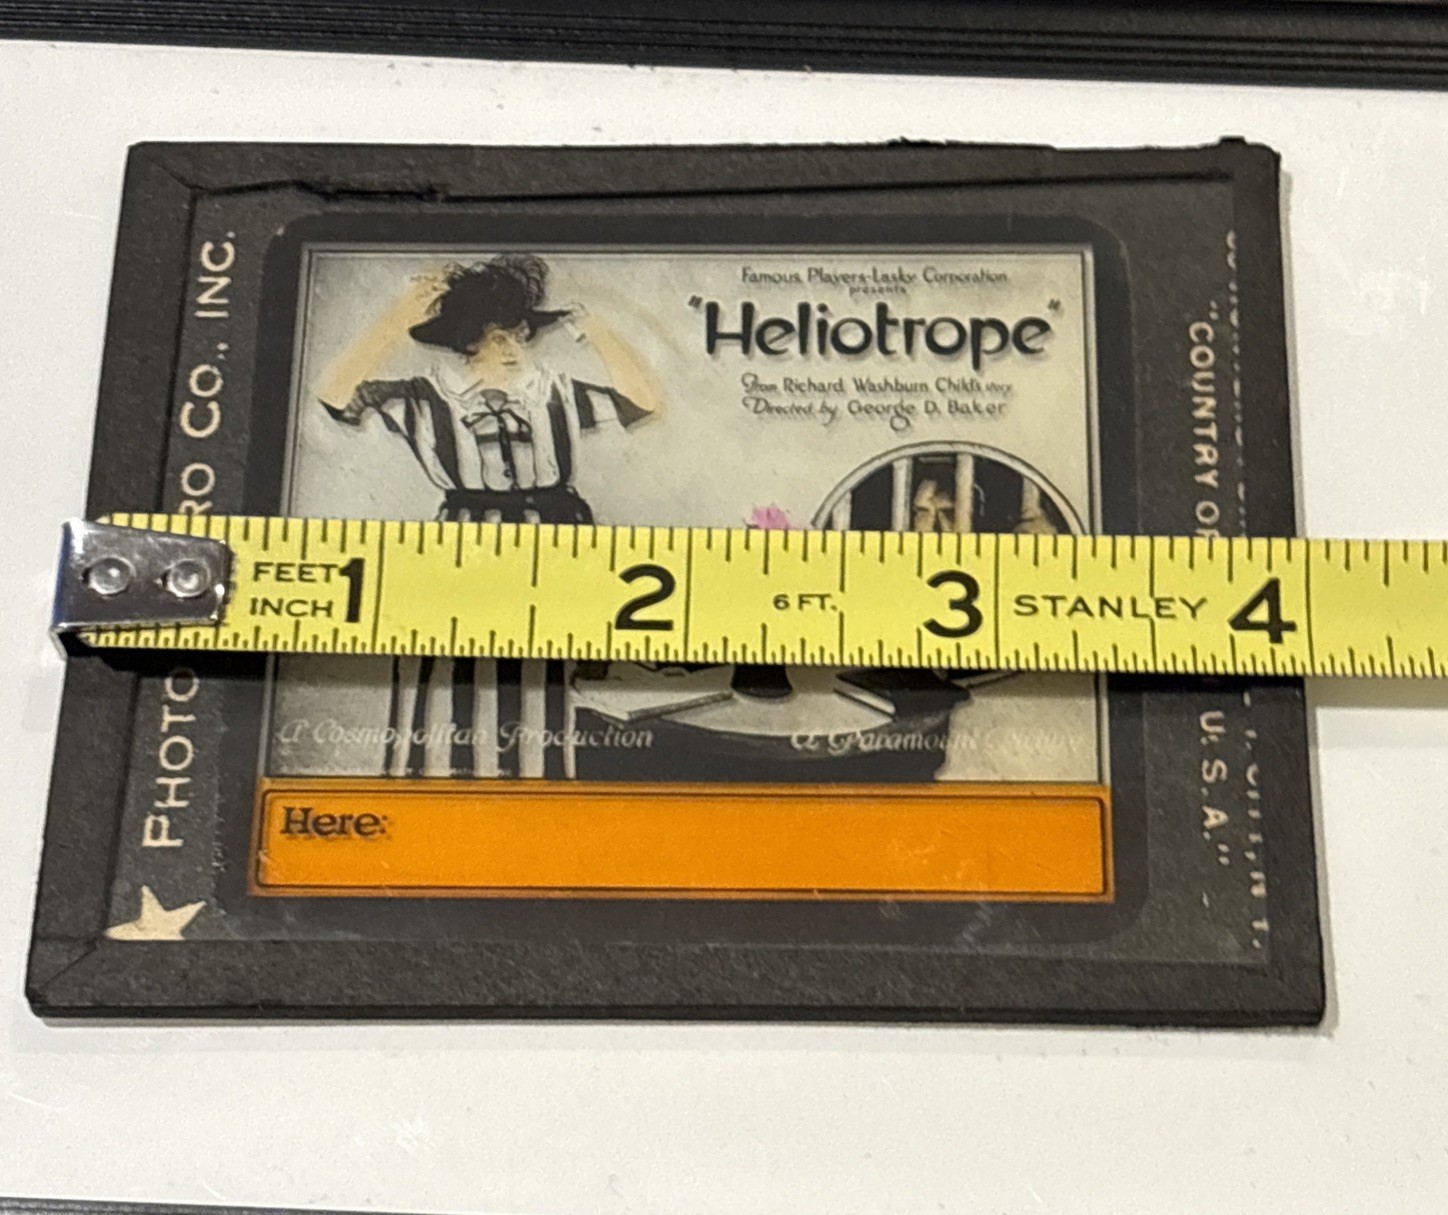 Famous Players-Lasky Corporation
presents
"Heliotrope"
From Richard Washburn Child's story
Directed by George D. Baker
FEET 1 2 6 FT. 3 STANLEY 4
INCH
A Cosmopolitan Production
A Paramount Picture
Here:
PHOTO RO CO., INC.
"COUNTRY OF U.S.A."